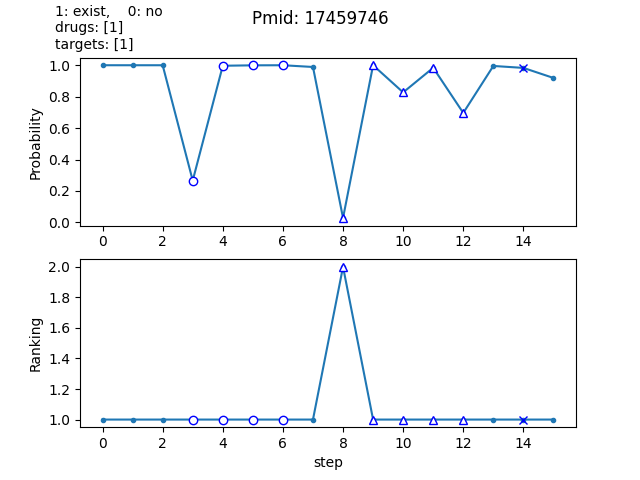 1: exist,    0: no
drugs: [1]
targets: [1]
Pmid: 17459746
Probability
1.0
0.8
0.6
0.4
0.2
0.0
0 2 4 6 8 10 12 14
Ranking
2.0
1.8
1.6
1.4
1.2
1.0
0 2 4 6 8 10 12 14
step